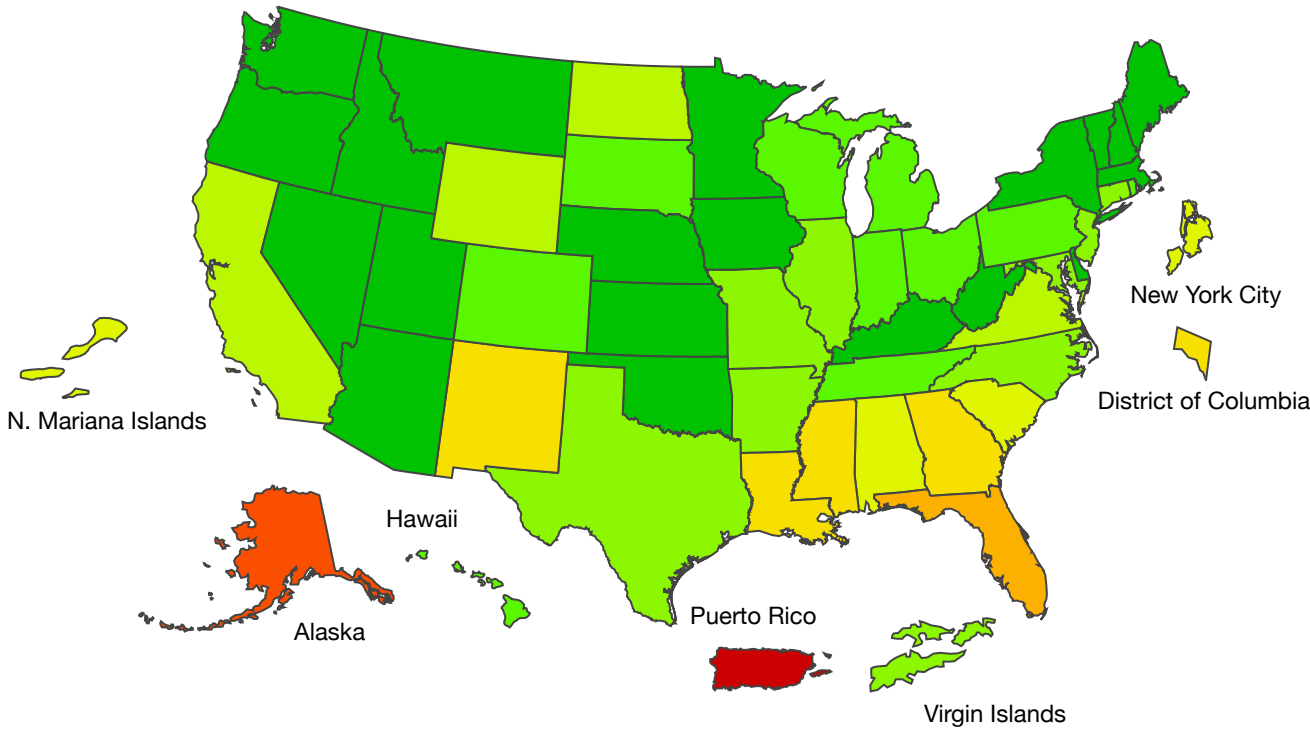 New York City
District of Columbia
N. Mariana Islands
Hawaii
Alaska
Puerto Rico
Virgin Islands